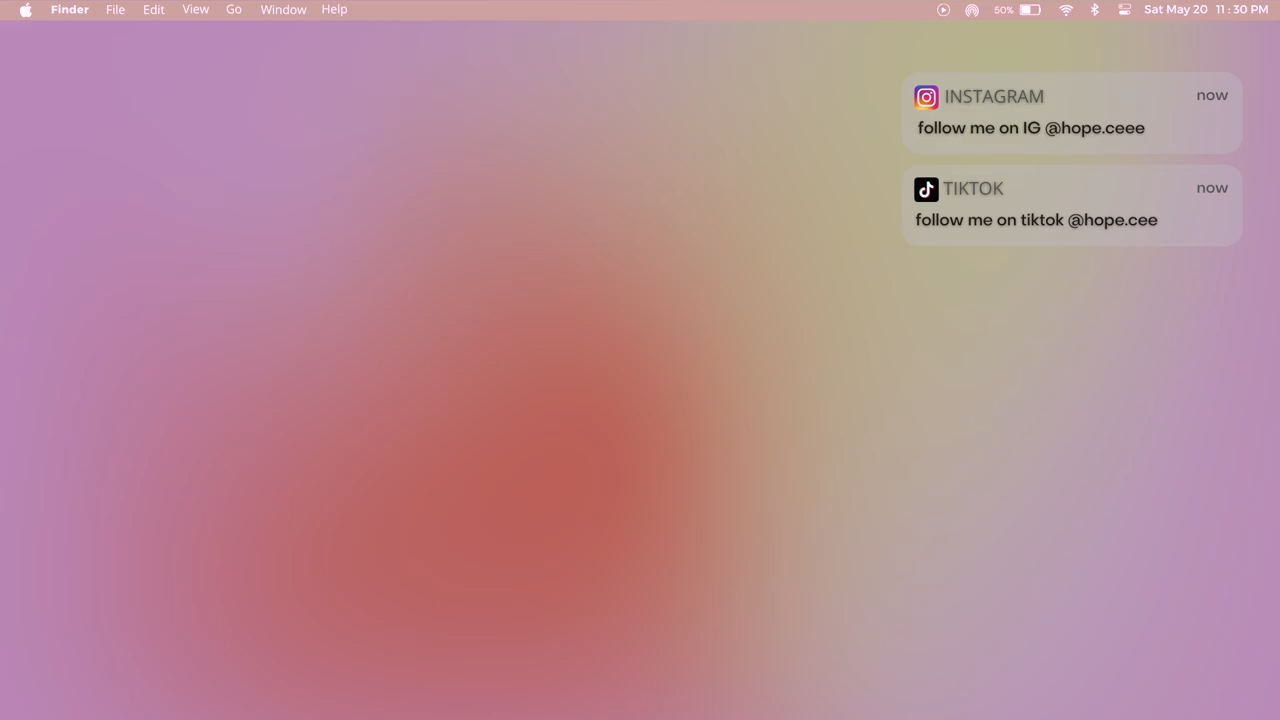 Finder File Edit View Go Window Help 50% Sat May 20 11:30 PM
INSTAGRAM now
follow me on IG @hope.ceee
TIKTOK now
follow me on tiktok @hope.cee